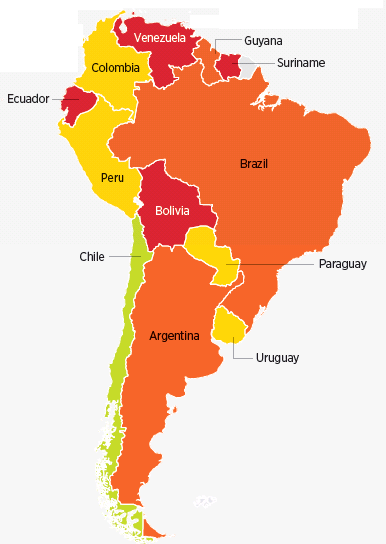 Venezuela
Guyana
Suriname
Colombia
Ecuador
Brazil
Peru
Bolivia
Chile
Paraguay
Argentina
Uruguay